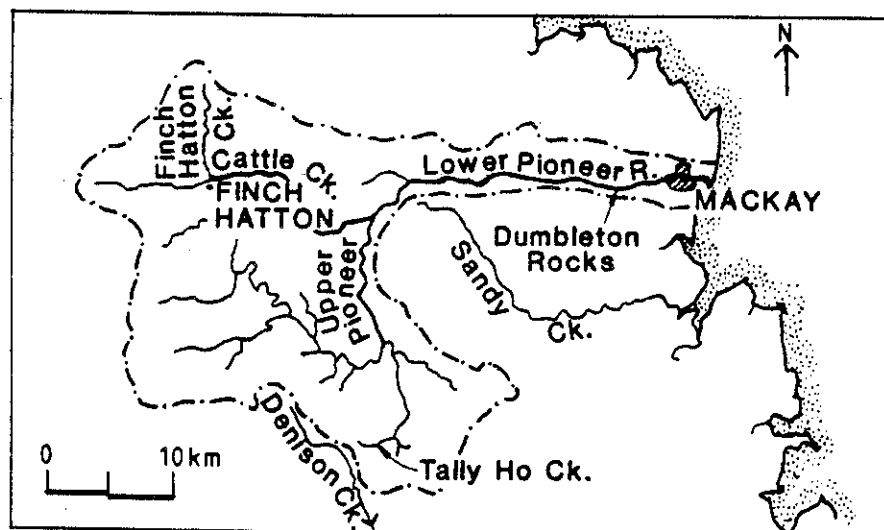 N
Finch
Hatton
Ck.
Cattle
Ck.
FINCH
HATTON
Lower Pioneer R.
MACKAY
Dumbleton
Rocks
Upper
Pioneer
Sandy
Ck.
Denison
Ck.
Tally Ho Ck.
0 10km